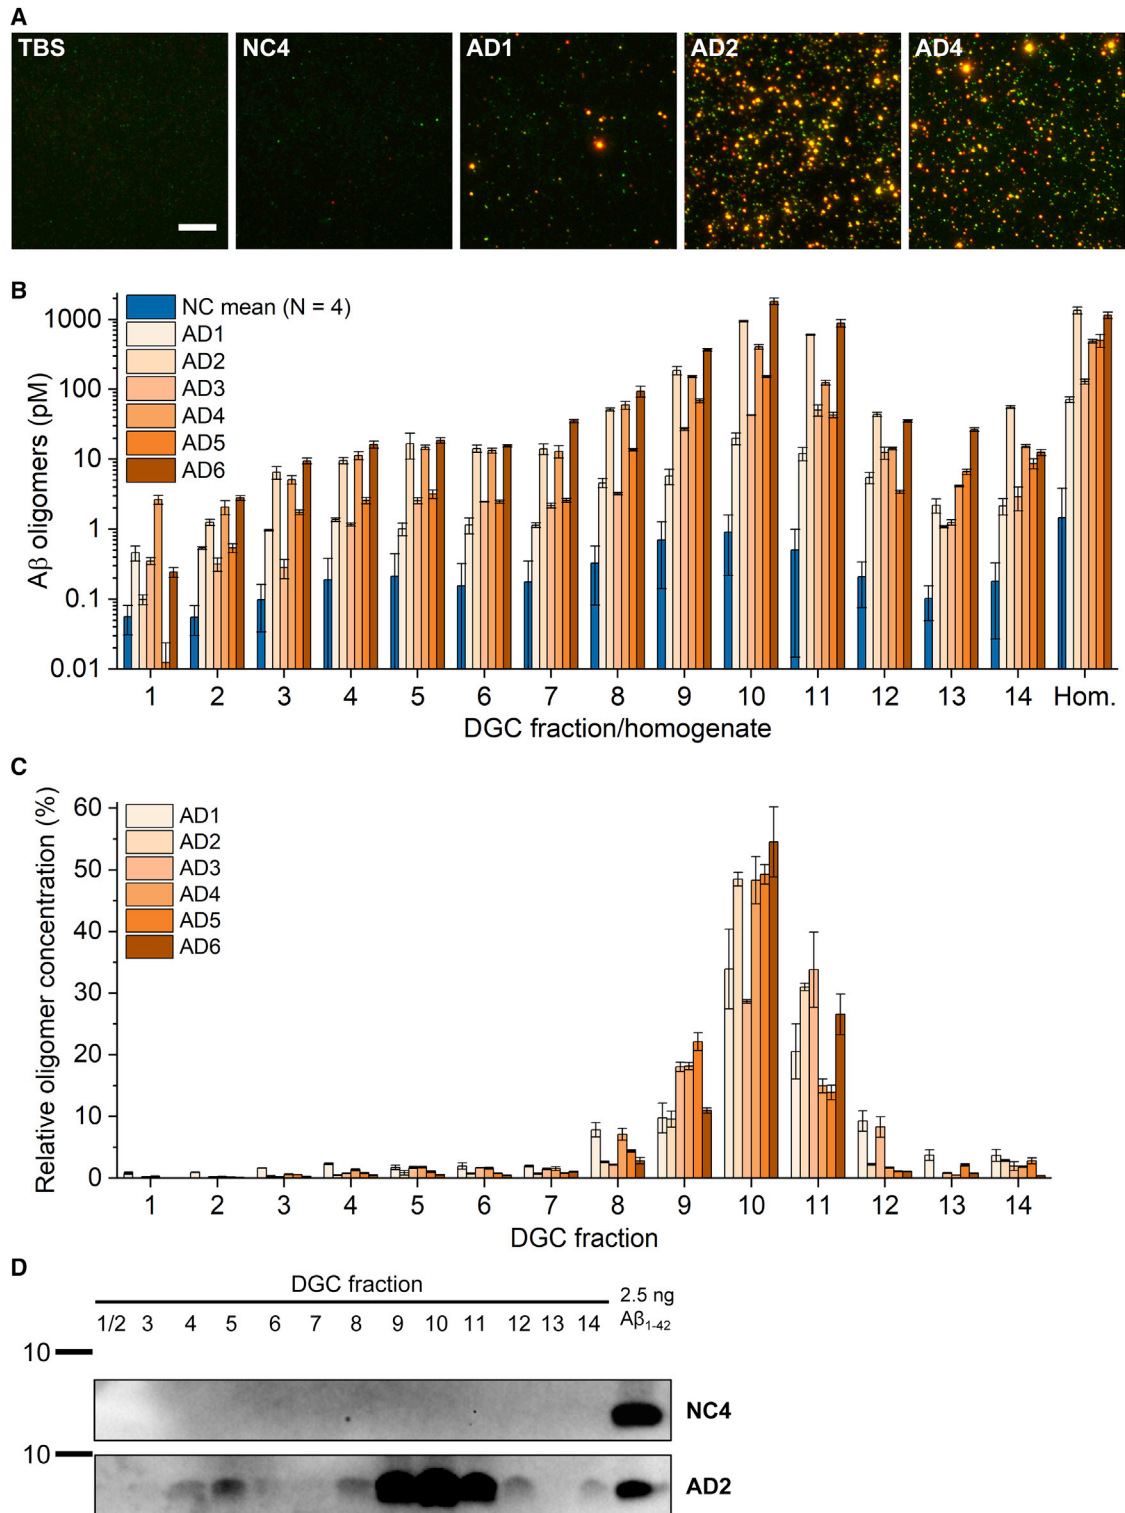 A
TBS
NC4
AD1
AD2
AD4
B
Aβ oligomers (pM)
1000
100
10
1
0.1
0.01
NC mean (N = 4)
AD1
AD2
AD3
AD4
AD5
AD6
1 2 3 4 5 6 7 8 9 10 11 12 13 14 Hom.
DGC fraction/homogenate
C
Relative oligomer concentration (%)
60
50
40
30
20
10
0
AD1
AD2
AD3
AD4
AD5
AD6
1 2 3 4 5 6 7 8 9 10 11 12 13 14
DGC fraction
D
DGC fraction
2.5 ng
Aβ1-42
1/2 3 4 5 6 7 8 9 10 11 12 13 14
10
NC4
10
AD2